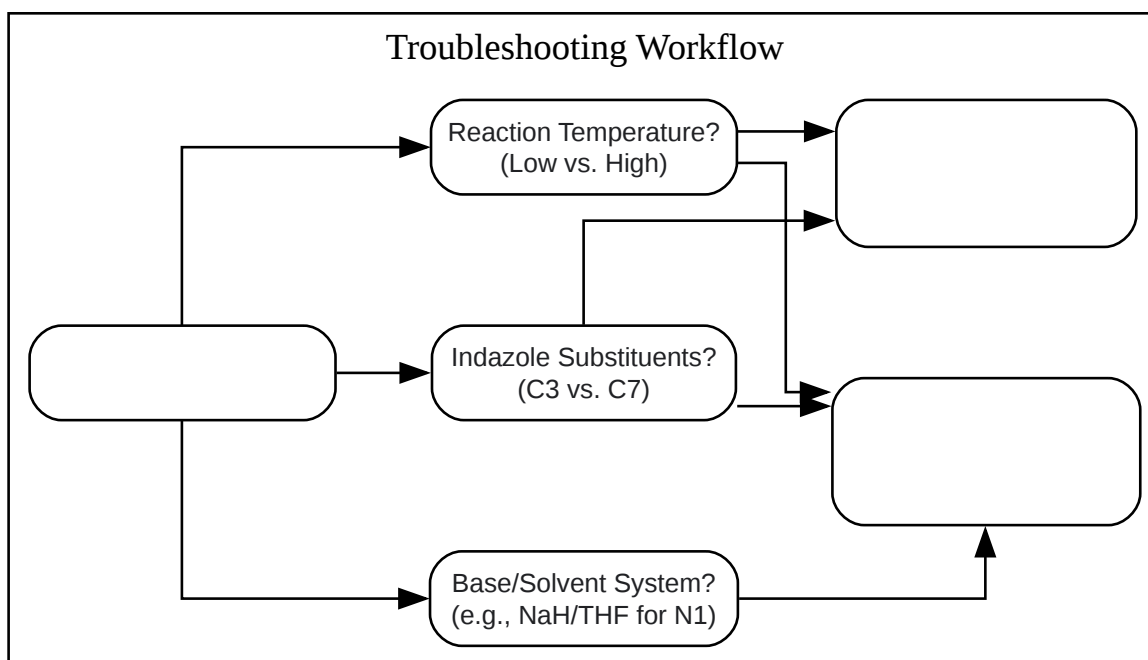 Troubleshooting Workflow
Reaction Temperature?
(Low vs. High)
Indazole Substituents?
(C3 vs. C7)
Base/Solvent System?
(e.g., NaH/THF for N1)